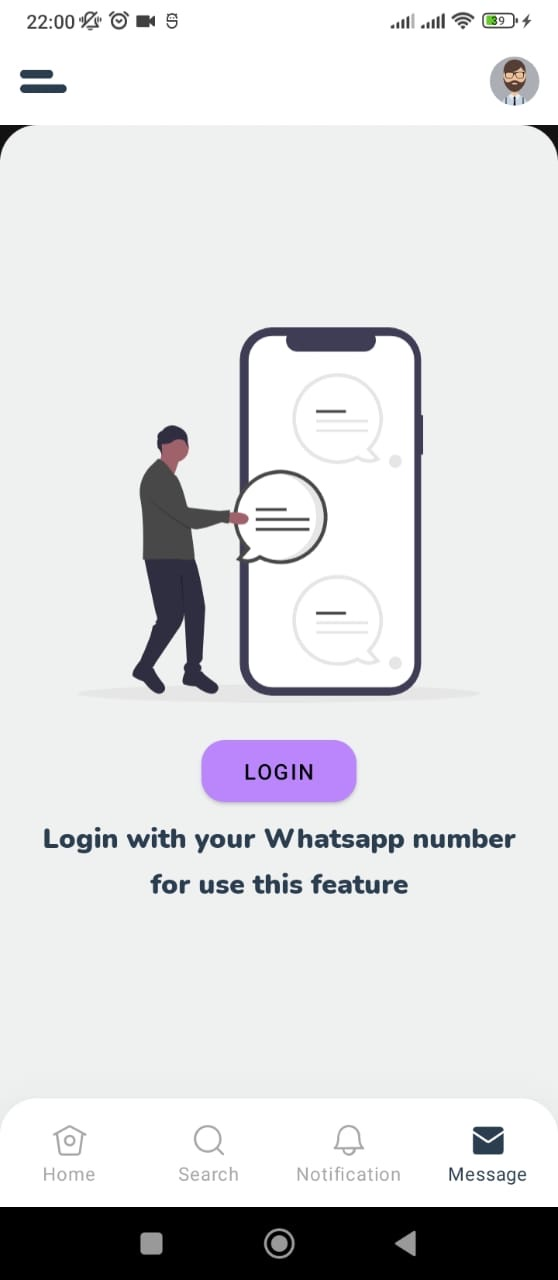 22:00
39
LOGIN
Login with your Whatsapp number
for use this feature
Home
Search
Notification
Message